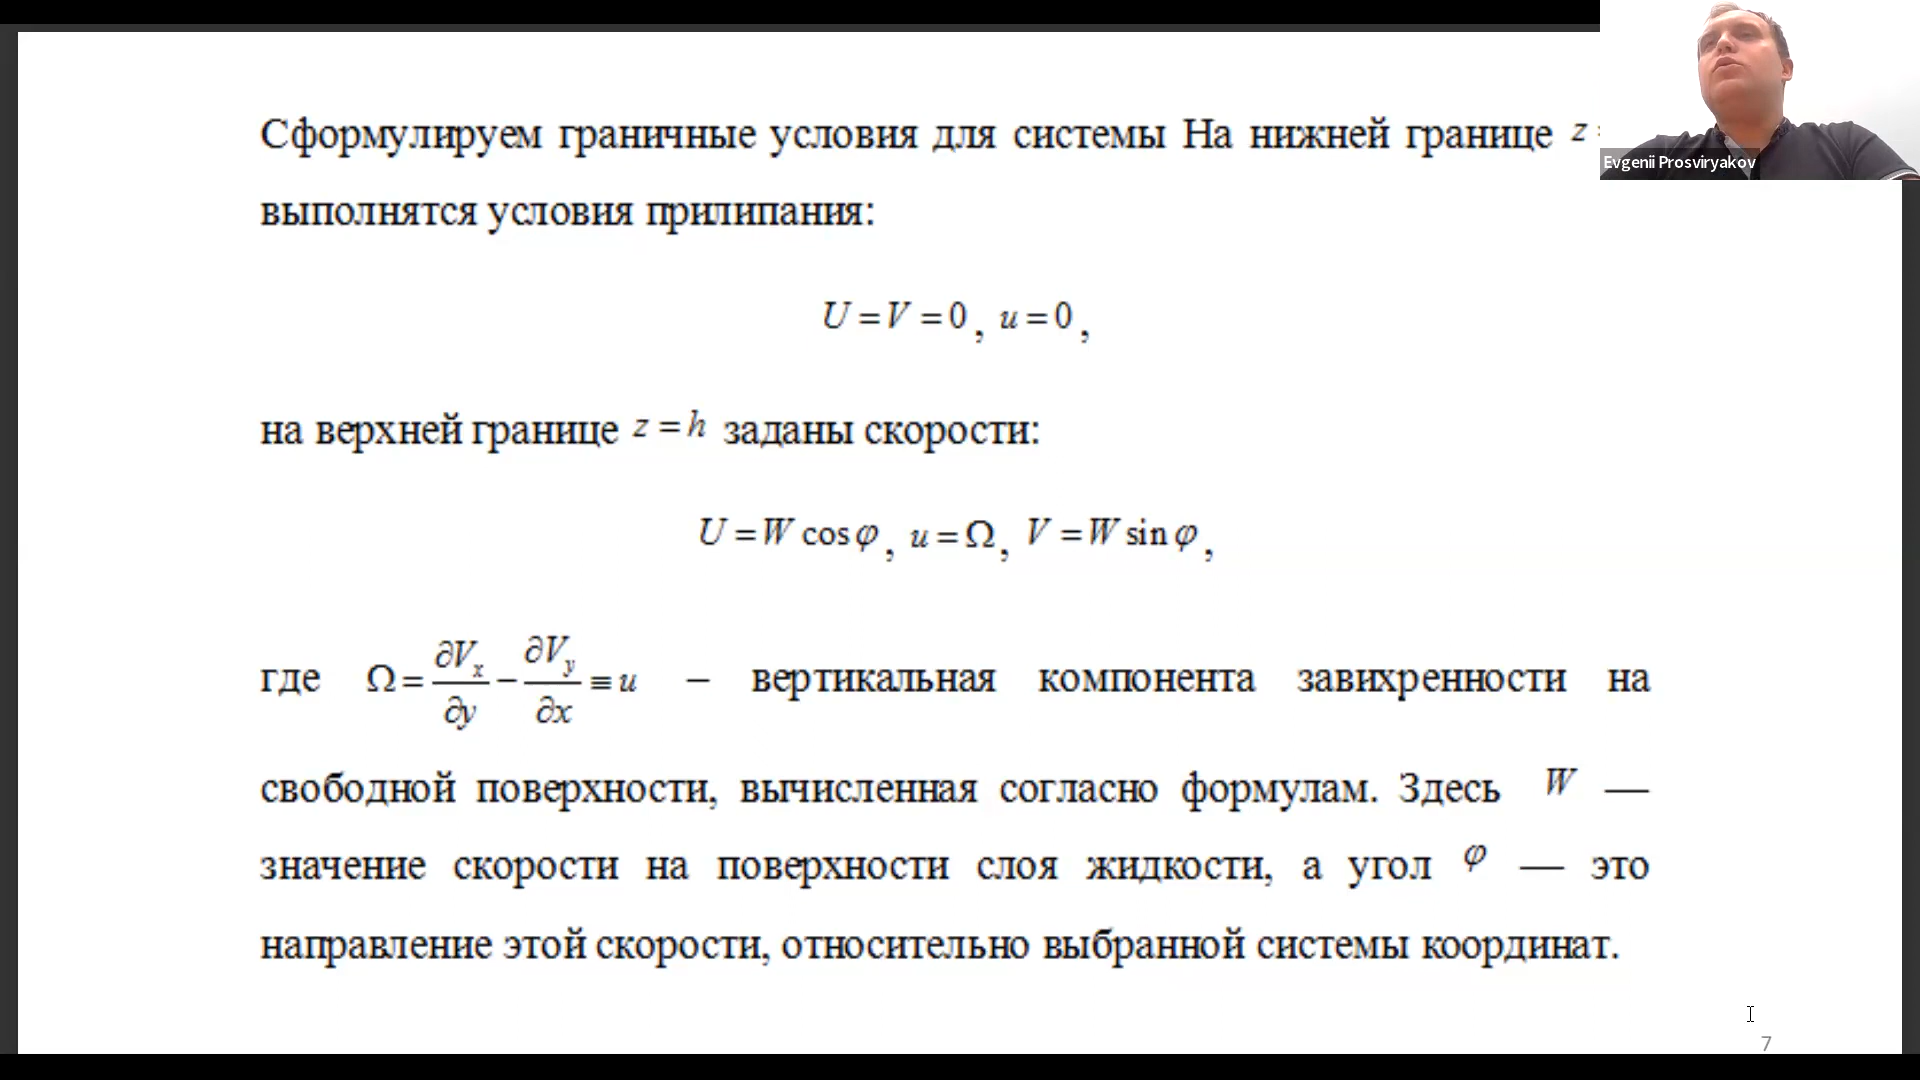 Сформулируем граничные условия для системы На нижней границе z =
выполнятся условия прилипания:
U = V = 0, u = 0,
на верхней границе z = h заданы скорости:
U = W cos φ, u = Ω, V = W sin φ,
где Ω = ∂Vx/∂y − ∂Vy/∂x ≡ u – вертикальная компонента завихренности на
свободной поверхности, вычисленная согласно формулам. Здесь W —
значение скорости на поверхности слоя жидкости, а угол φ — это
направление этой скорости, относительно выбранной системы координат.
Evgenii Prosviryakov
7